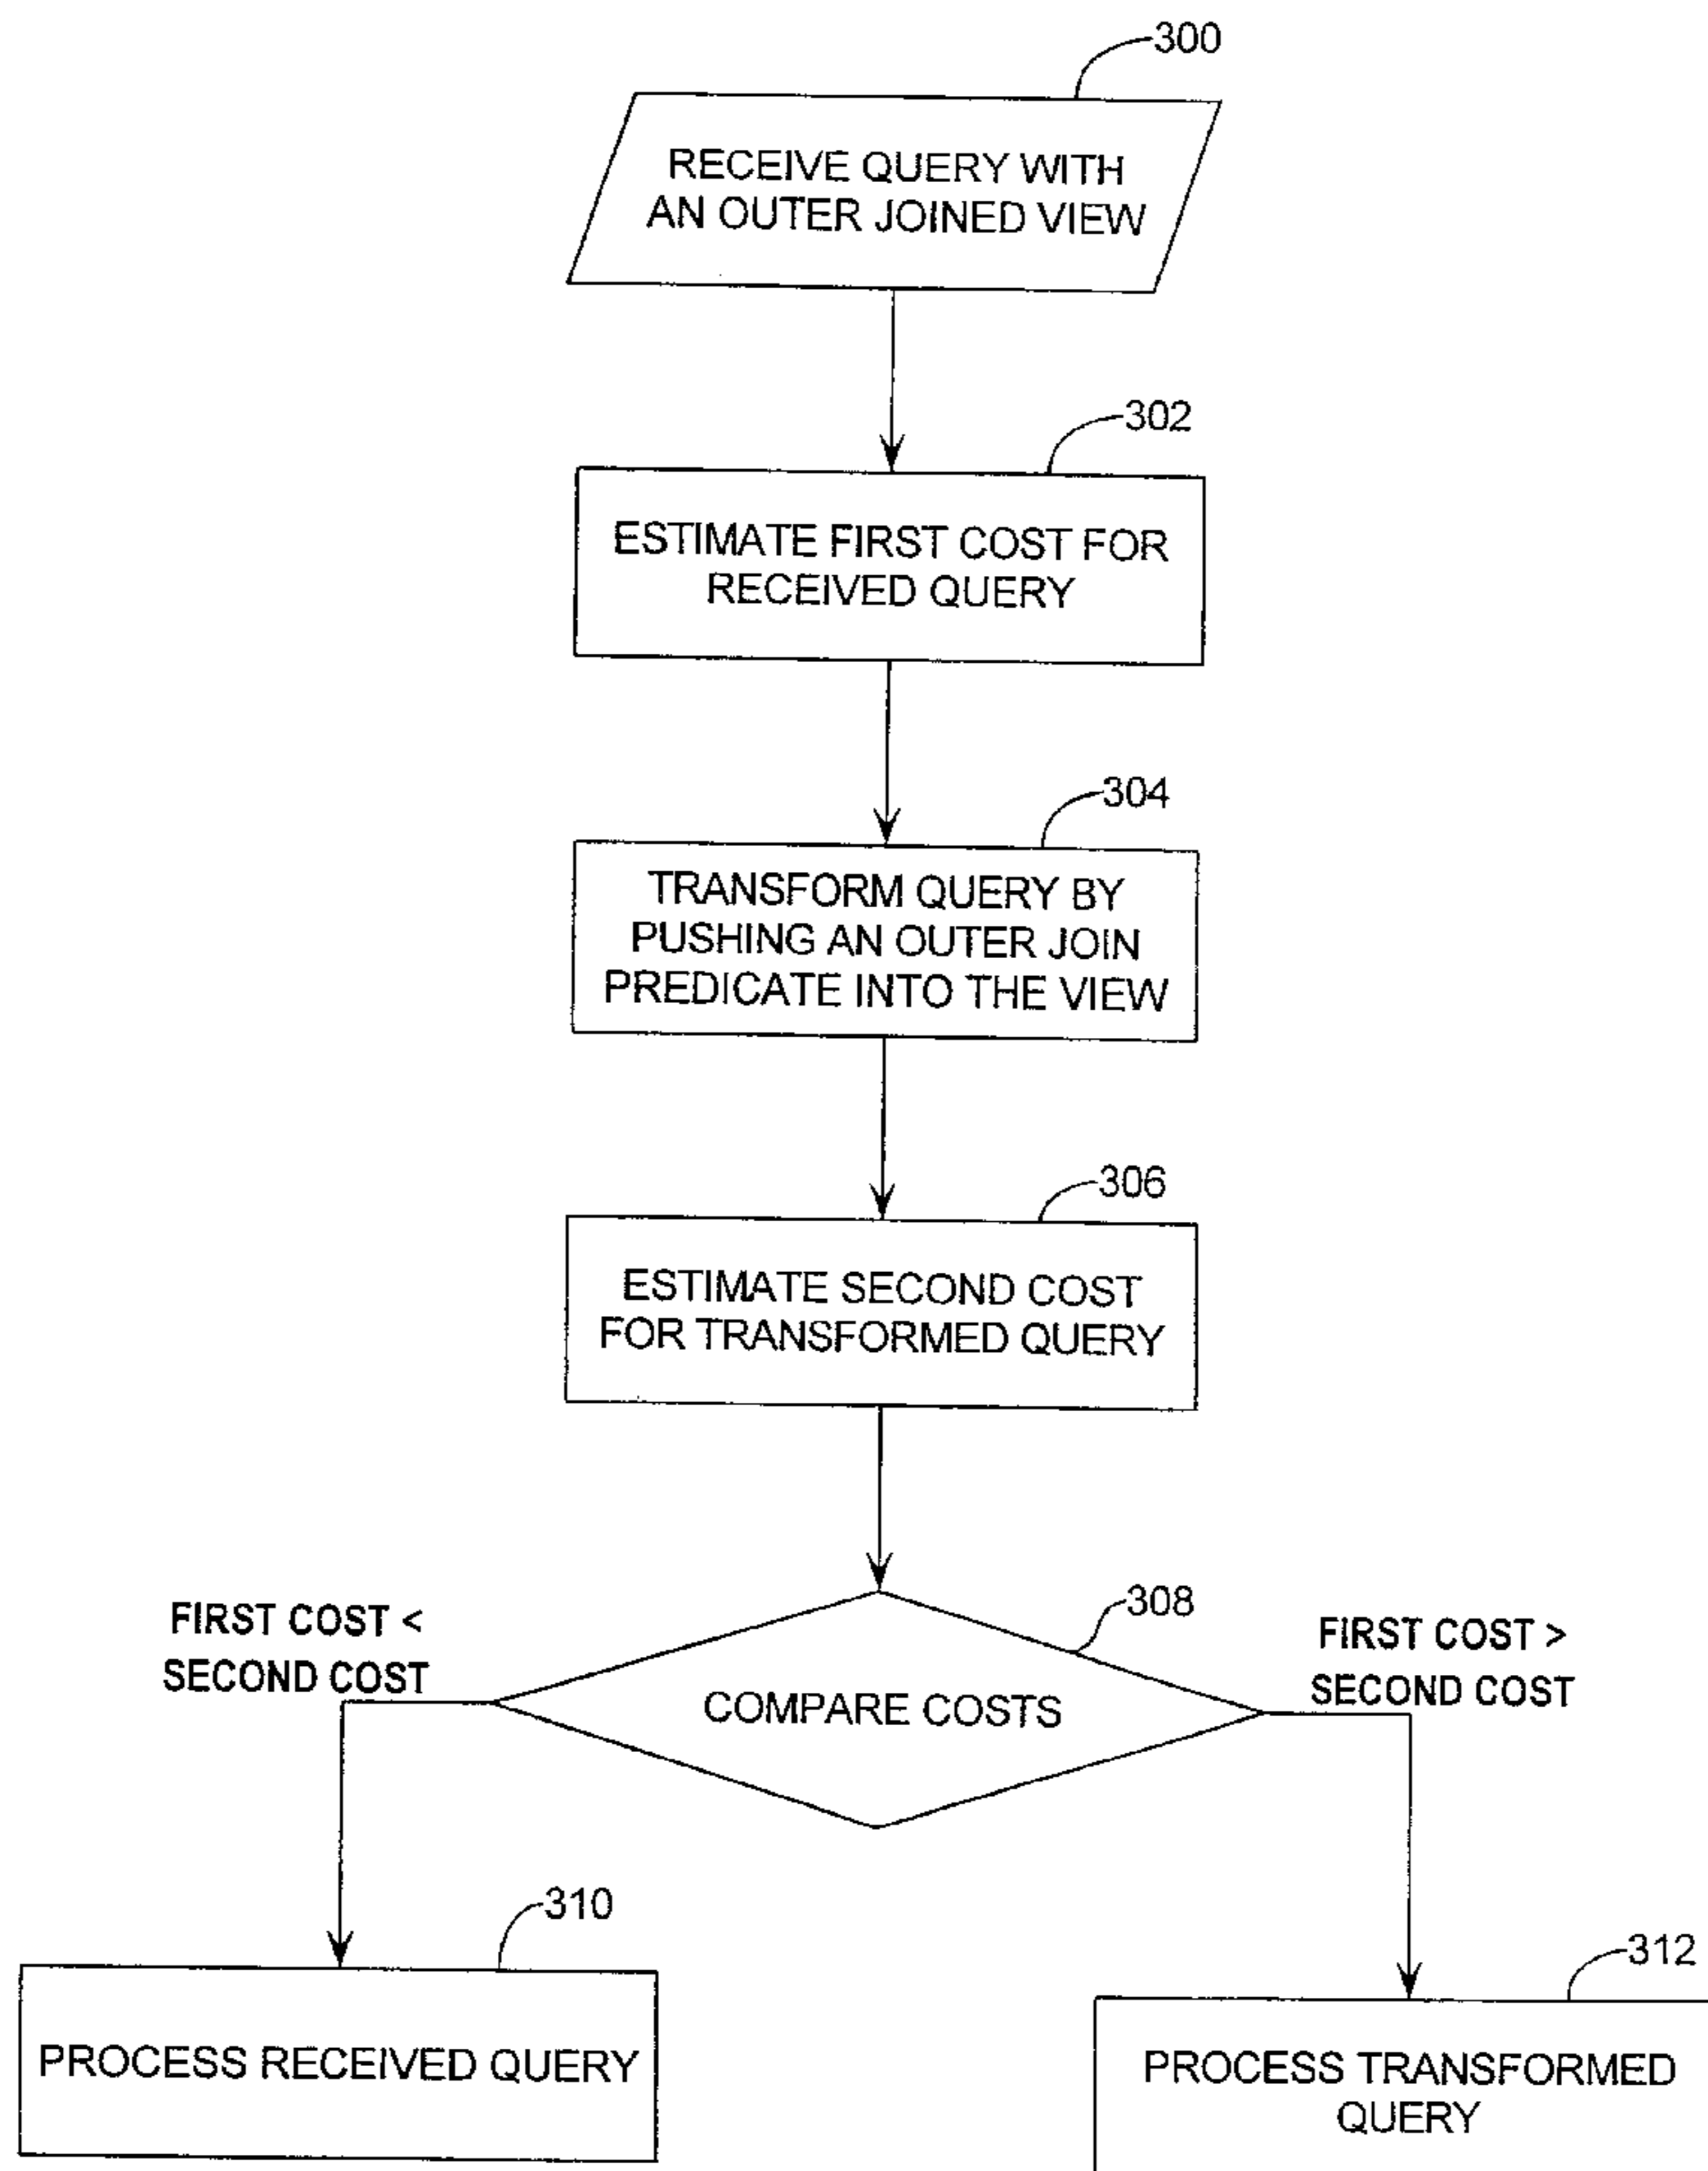 300
RECEIVE QUERY WITH
AN OUTER JOINED VIEW
302
ESTIMATE FIRST COST FOR
RECEIVED QUERY
304
TRANSFORM QUERY BY
PUSHING AN OUTER JOIN
PREDICATE INTO THE VIEW
306
ESTIMATE SECOND COST
FOR TRANSFORMED QUERY
308
FIRST COST <
SECOND COST
COMPARE COSTS
FIRST COST >
SECOND COST
310
PROCESS RECEIVED QUERY
312
PROCESS TRANSFORMED
QUERY